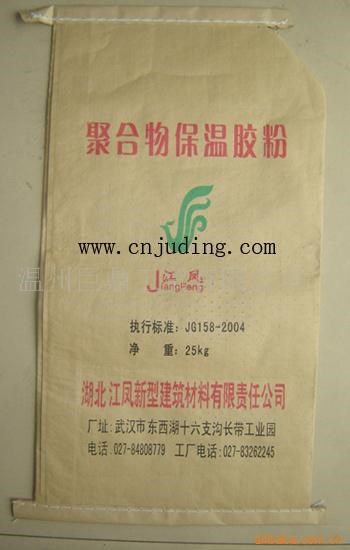 聚合物保温胶粉
www.cnjuding.com
江凤
JiangFeng
执行标准：JG158-2004
净 重：25kg
湖北江凤新型建筑材料有限责任公司
厂址：武汉市东西湖十六支沟长带工业园
电话：027-84808779 工厂电话：027-83262245